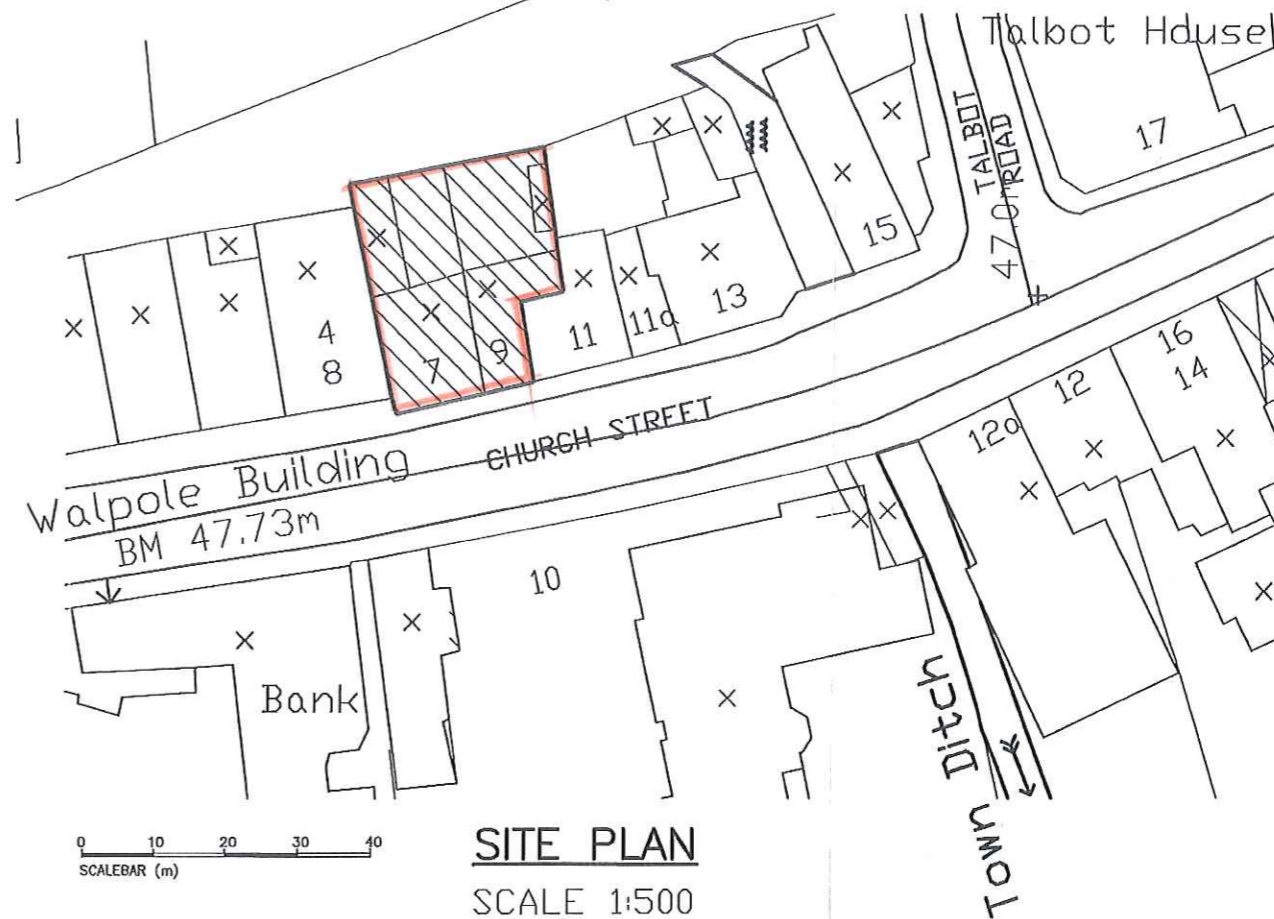 Talbot House
TALBOT
ROAD
47.0m
17
15
13
11a
11
9
7
4
8
16
14
12
12a
CHURCH STREET
Walpole Building
BM 47.73m
10
Bank
Town Ditch
0 10 20 30 40
SCALEBAR (m)
SITE PLAN
SCALE 1:500